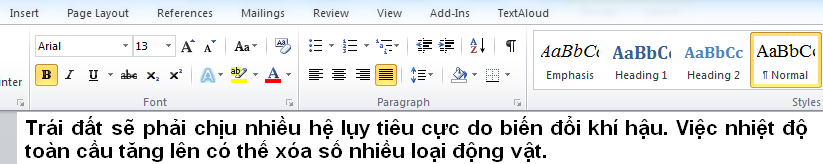 Insert Page Layout References Mailings Review View Add-Ins TextAloud
Arial 13 A A Aa
B I U abc x₂ x² A ab A
AaBbCc AaBbCc AaBbCc AaBbCc
nter Emphasis Heading 1 Heading 2 ¶ Normal
Font Paragraph Styles
Trái đất sẽ phải chịu nhiều hệ lụy tiêu cực do biến đổi khí hậu. Việc nhiệt độ
toàn cầu tăng lên có thể xóa sổ nhiều loại động vật.